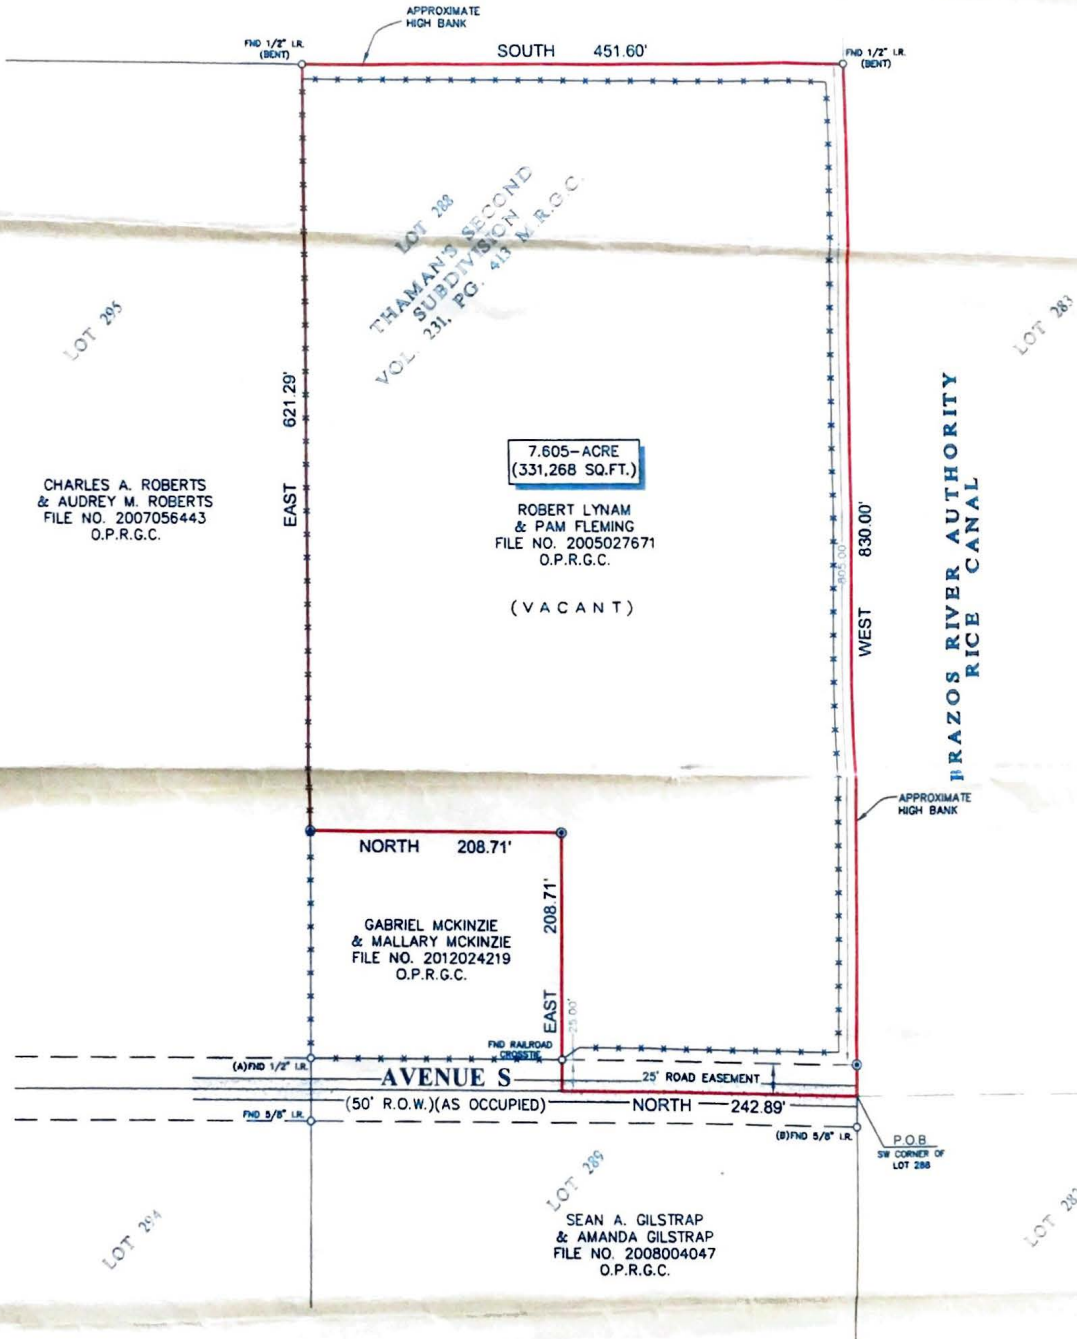 APPROXIMATE
HIGH BANK
FND 1/2" I.R.
(BENT)
SOUTH 451.60'
FND 1/2" I.R.
(BENT)
LOT 288
THAMAN'S SECOND
SUBDIVISION
VOL. 231, PG. 413 M.R.G.C.
LOT 295
LOT 283
EAST 621.29'
7.605-ACRE
(331,268 SQ.FT.)
CHARLES A. ROBERTS
& AUDREY M. ROBERTS
FILE NO. 2007056443
O.P.R.G.C.
ROBERT LYNAM
& PAM FLEMING
FILE NO. 2005027671
O.P.R.G.C.
(VACANT)
805.00
WEST 830.00'
BRAZOS RIVER AUTHORITY
RICE CANAL
APPROXIMATE
HIGH BANK
NORTH 208.71'
EAST 208.71'
GABRIEL MCKINZIE
& MALLARY MCKINZIE
FILE NO. 2012024219
O.P.R.G.C.
25.00'
FND RAILROAD
CROSSTIE
(A)FND 1/2" I.R.
AVENUE S
25' ROAD EASEMENT
(50' R.O.W.)(AS OCCUPIED)
NORTH 242.89'
FND 5/8" I.R.
(B)FND 5/8" I.R.
P.O.B
SW CORNER OF
LOT 288
LOT 294
LOT 289
LOT 282
SEAN A. GILSTRAP
& AMANDA GILSTRAP
FILE NO. 2008004047
O.P.R.G.C.